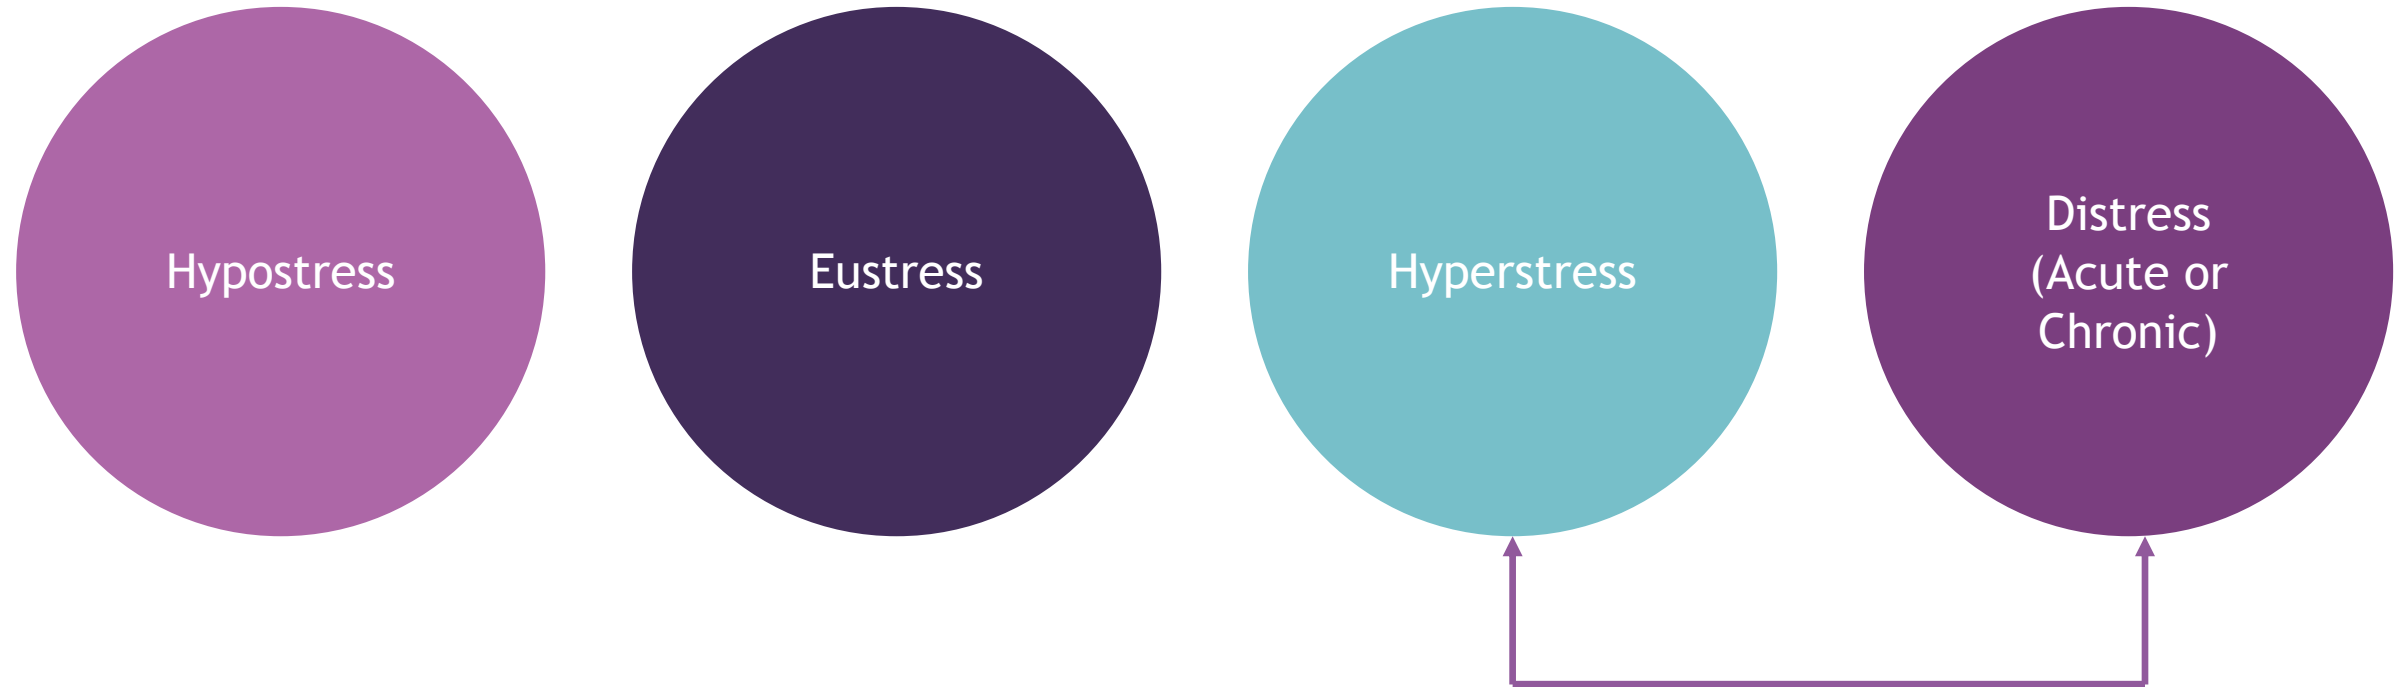 Hypostress
Eustress
Hyperstress
Distress
(Acute or
Chronic)